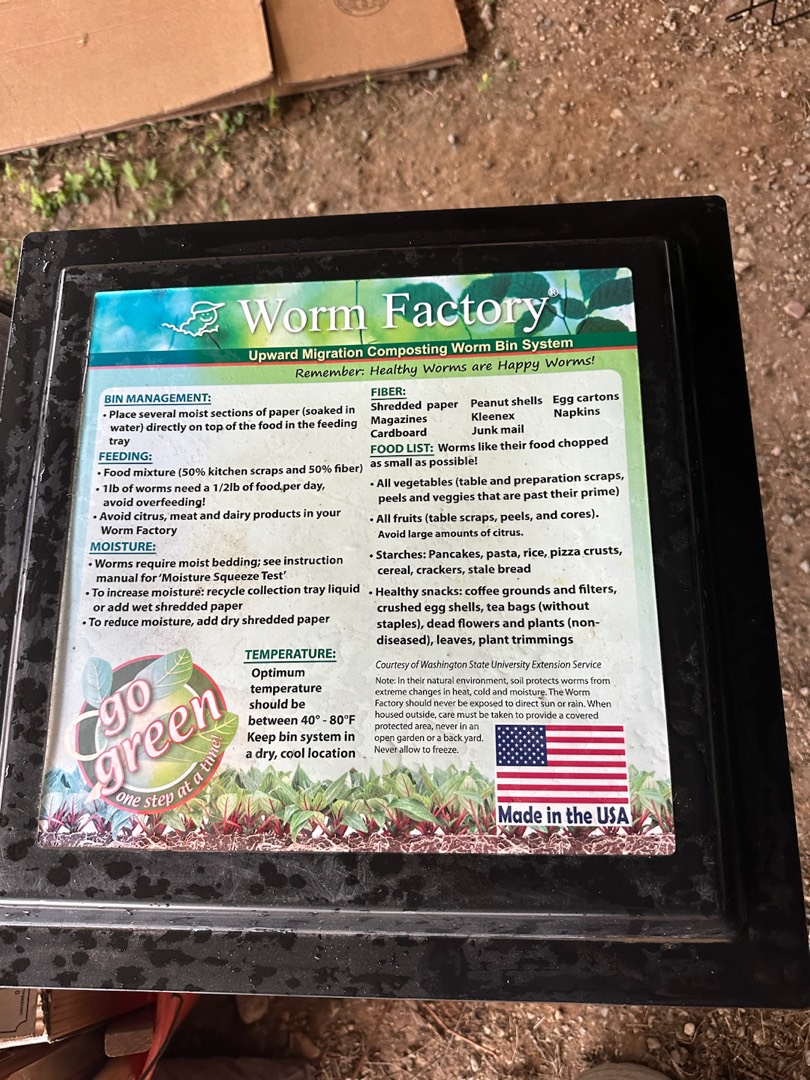 Worm Factory®
Upward Migration Composting Worm Bin System
Remember: Healthy Worms are Happy Worms!
BIN MANAGEMENT:
• Place several moist sections of paper (soaked in
water) directly on top of the food in the feeding
tray
FEEDING:
• Food mixture (50% kitchen scraps and 50% fiber)
• 1lb of worms need a 1/2lb of food per day,
avoid overfeeding!
• Avoid citrus, meat and dairy products in your
Worm Factory
MOISTURE:
• Worms require moist bedding; see instruction
manual for 'Moisture Squeeze Test'
• To increase moisture: recycle collection tray liquid
or add wet shredded paper
• To reduce moisture, add dry shredded paper
TEMPERATURE:
Optimum
temperature
should be
between 40° - 80°F
Keep bin system in
a dry, cool location
go
green
one step at a time!
FIBER:
Shredded paper Peanut shells Egg cartons
Magazines Kleenex Napkins
Cardboard Junk mail
FOOD LIST: Worms like their food chopped
as small as possible!
• All vegetables (table and preparation scraps,
peels and veggies that are past their prime)
• All fruits (table scraps, peels, and cores).
Avoid large amounts of citrus.
• Starches: Pancakes, pasta, rice, pizza crusts,
cereal, crackers, stale bread
• Healthy snacks: coffee grounds and filters,
crushed egg shells, tea bags (without
staples), dead flowers and plants (non-
diseased), leaves, plant trimmings
Courtesy of Washington State University Extension Service
Note: In their natural environment, soil protects worms from
extreme changes in heat, cold and moisture. The Worm
Factory should never be exposed to direct sun or rain. When
housed outside, care must be taken to provide a covered
protected area, never in an
open garden or a back yard.
Never allow to freeze.
Made in the USA